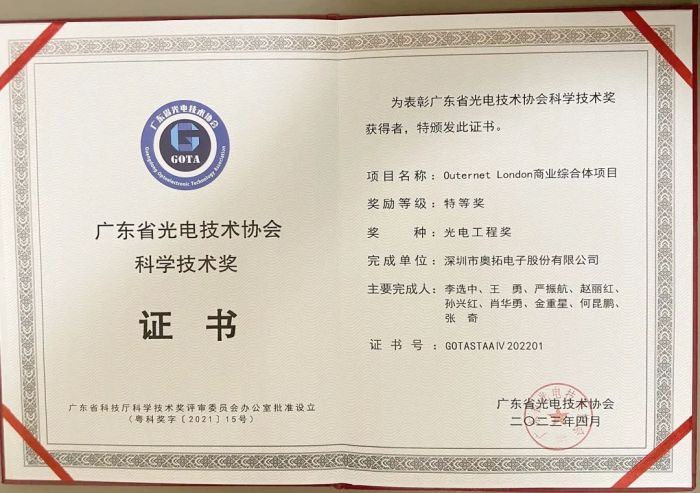 广东省光电技术协会
GOTA
Guangdong Optoelectronic Technology Association
广东省光电技术协会
科学技术奖
证 书
广东省科技厅科学技术奖评审委员会办公室批准设立
（粤科奖字〔2021〕15号）
为表彰广东省光电技术协会科学技术奖
获得者，特颁发此证书。
项目名称：Outernet London商业综合体项目
奖励等级：特等奖
奖 种：光电工程奖
完成单位：深圳市奥拓电子股份有限公司
主要完成人：李选中、王 勇、严振航、赵丽红、
孙兴红、肖华勇、金重星、何昆鹏、
张 奇
证 书 号：GOTASTAAⅣ202201
广东省光电技术协会
二〇二三年四月